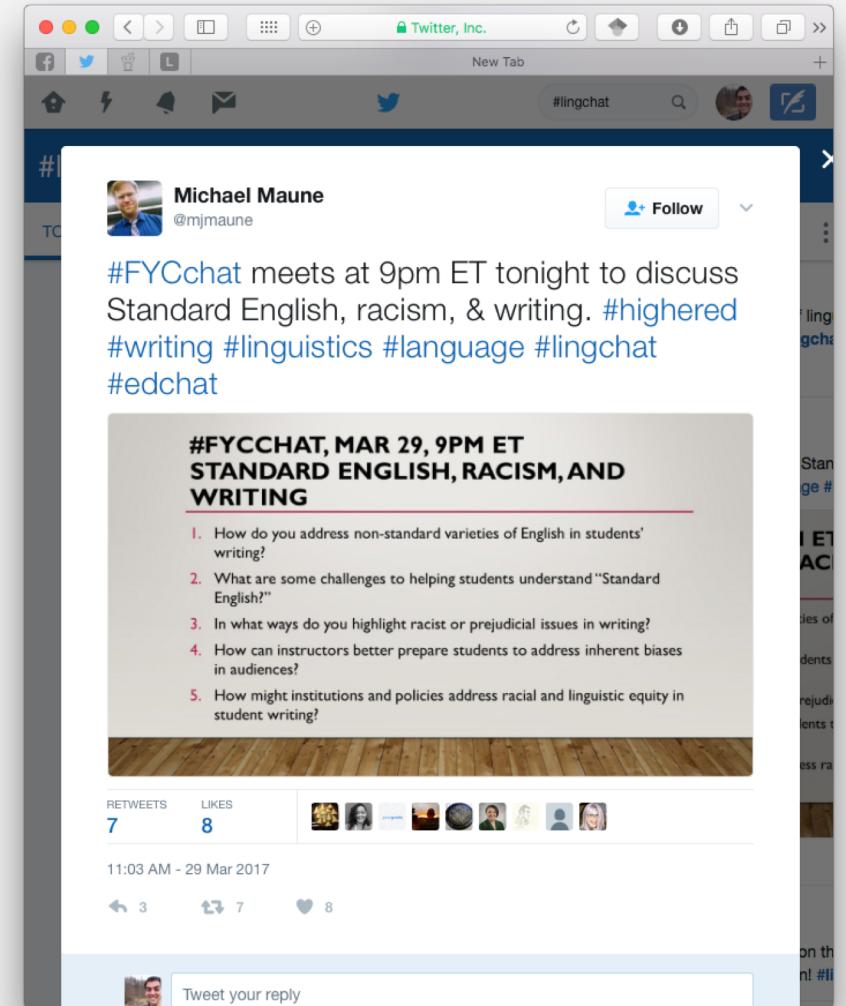 Twitter, Inc.
L
New Tab
#lingchat
#l
TO
Michael Maune
@mjmaune
Follow
#FYCchat meets at 9pm ET tonight to discuss
Standard English, racism, & writing. #highered
#writing #linguistics #language #lingchat
#edchat
#FYCCHAT, MAR 29, 9PM ET
STANDARD ENGLISH, RACISM, AND
WRITING
1. How do you address non-standard varieties of English in students'
writing?
2. What are some challenges to helping students understand "Standard
English?"
3. In what ways do you highlight racist or prejudicial issues in writing?
4. How can instructors better prepare students to address inherent biases
in audiences?
5. How might institutions and policies address racial and linguistic equity in
student writing?
RETWEETS LIKES
7 8
11:03 AM - 29 Mar 2017
3 7 8
Tweet your reply